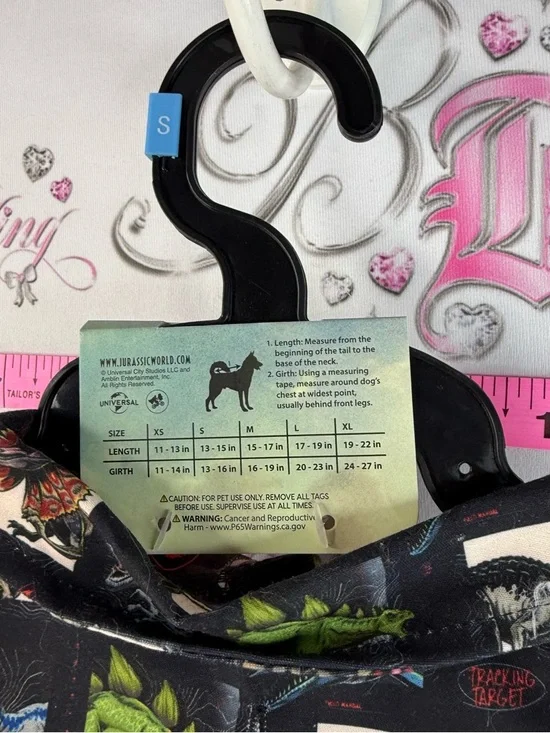 S
ing
TAILOR'S
1
WWW.JURASSICWORLD.COM
© Universal City Studios LLC and
Amblin Entertainment, Inc.
All Rights Reserved.
UNIVERSAL
1. Length: Measure from the
beginning of the tail to the
base of the neck.
2. Girth: Using a measuring
tape, measure around dog's
chest at widest point,
usually behind front legs.
SIZE XS S M L XL
LENGTH 11 - 13 in 13 - 15 in 15 - 17 in 17 - 19 in 19 - 22 in
GIRTH 11 - 14 in 13 - 16 in 16 - 19 in 20 - 23 in 24 - 27 in
⚠CAUTION: FOR PET USE ONLY. REMOVE ALL TAGS
BEFORE USE. SUPERVISE USE AT ALL TIMES.
⚠WARNING: Cancer and Reproductive
Harm - www.P65Warnings.ca.gov
TRACKING
TARGET